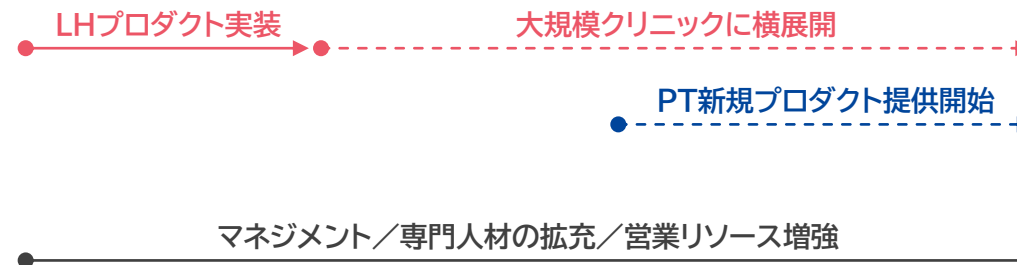 LHプロダクト実装
大規模クリニックに横展開
PT新規プロダクト提供開始
マネジメント／専門人材の拡充／営業リソース増強